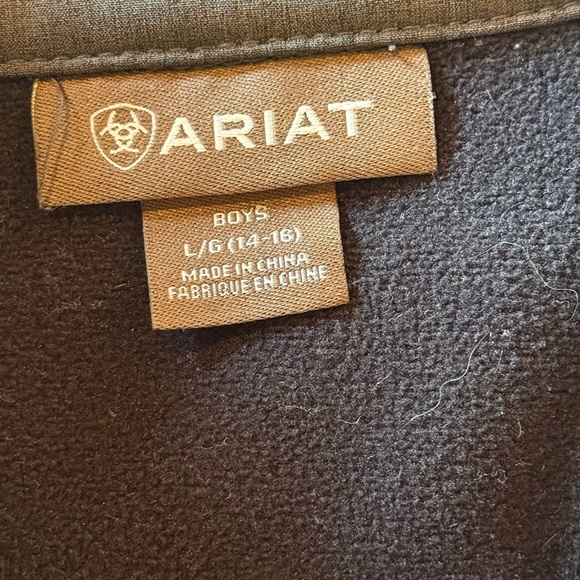 ARIAT
BOYS
L/G (14-16)
MADE IN CHINA
FABRIQUE EN CHINE